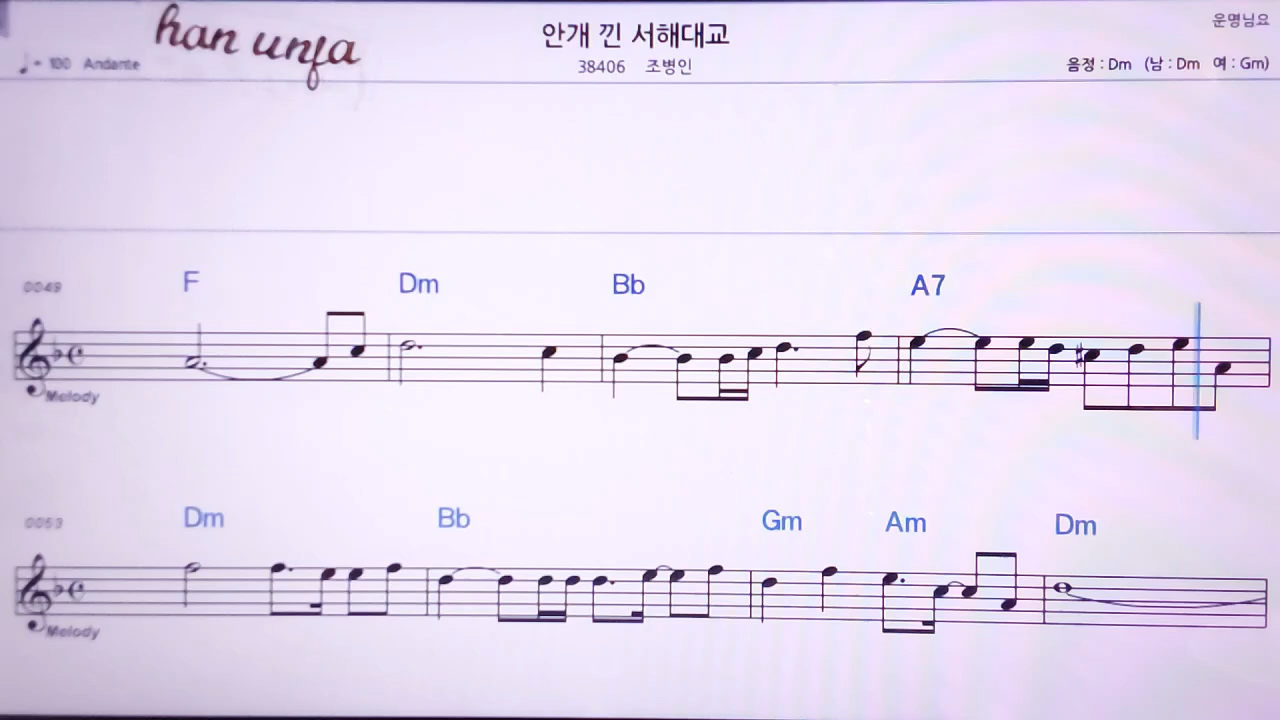 han unfa
안개 낀 서해대교
운명님요
♩= 100 Andante
38406 조병인
음정 : Dm (남 : Dm 여 : Gm)
0049 F Dm Bb A7
Melody
0053 Dm Bb Gm Am Dm
Melody